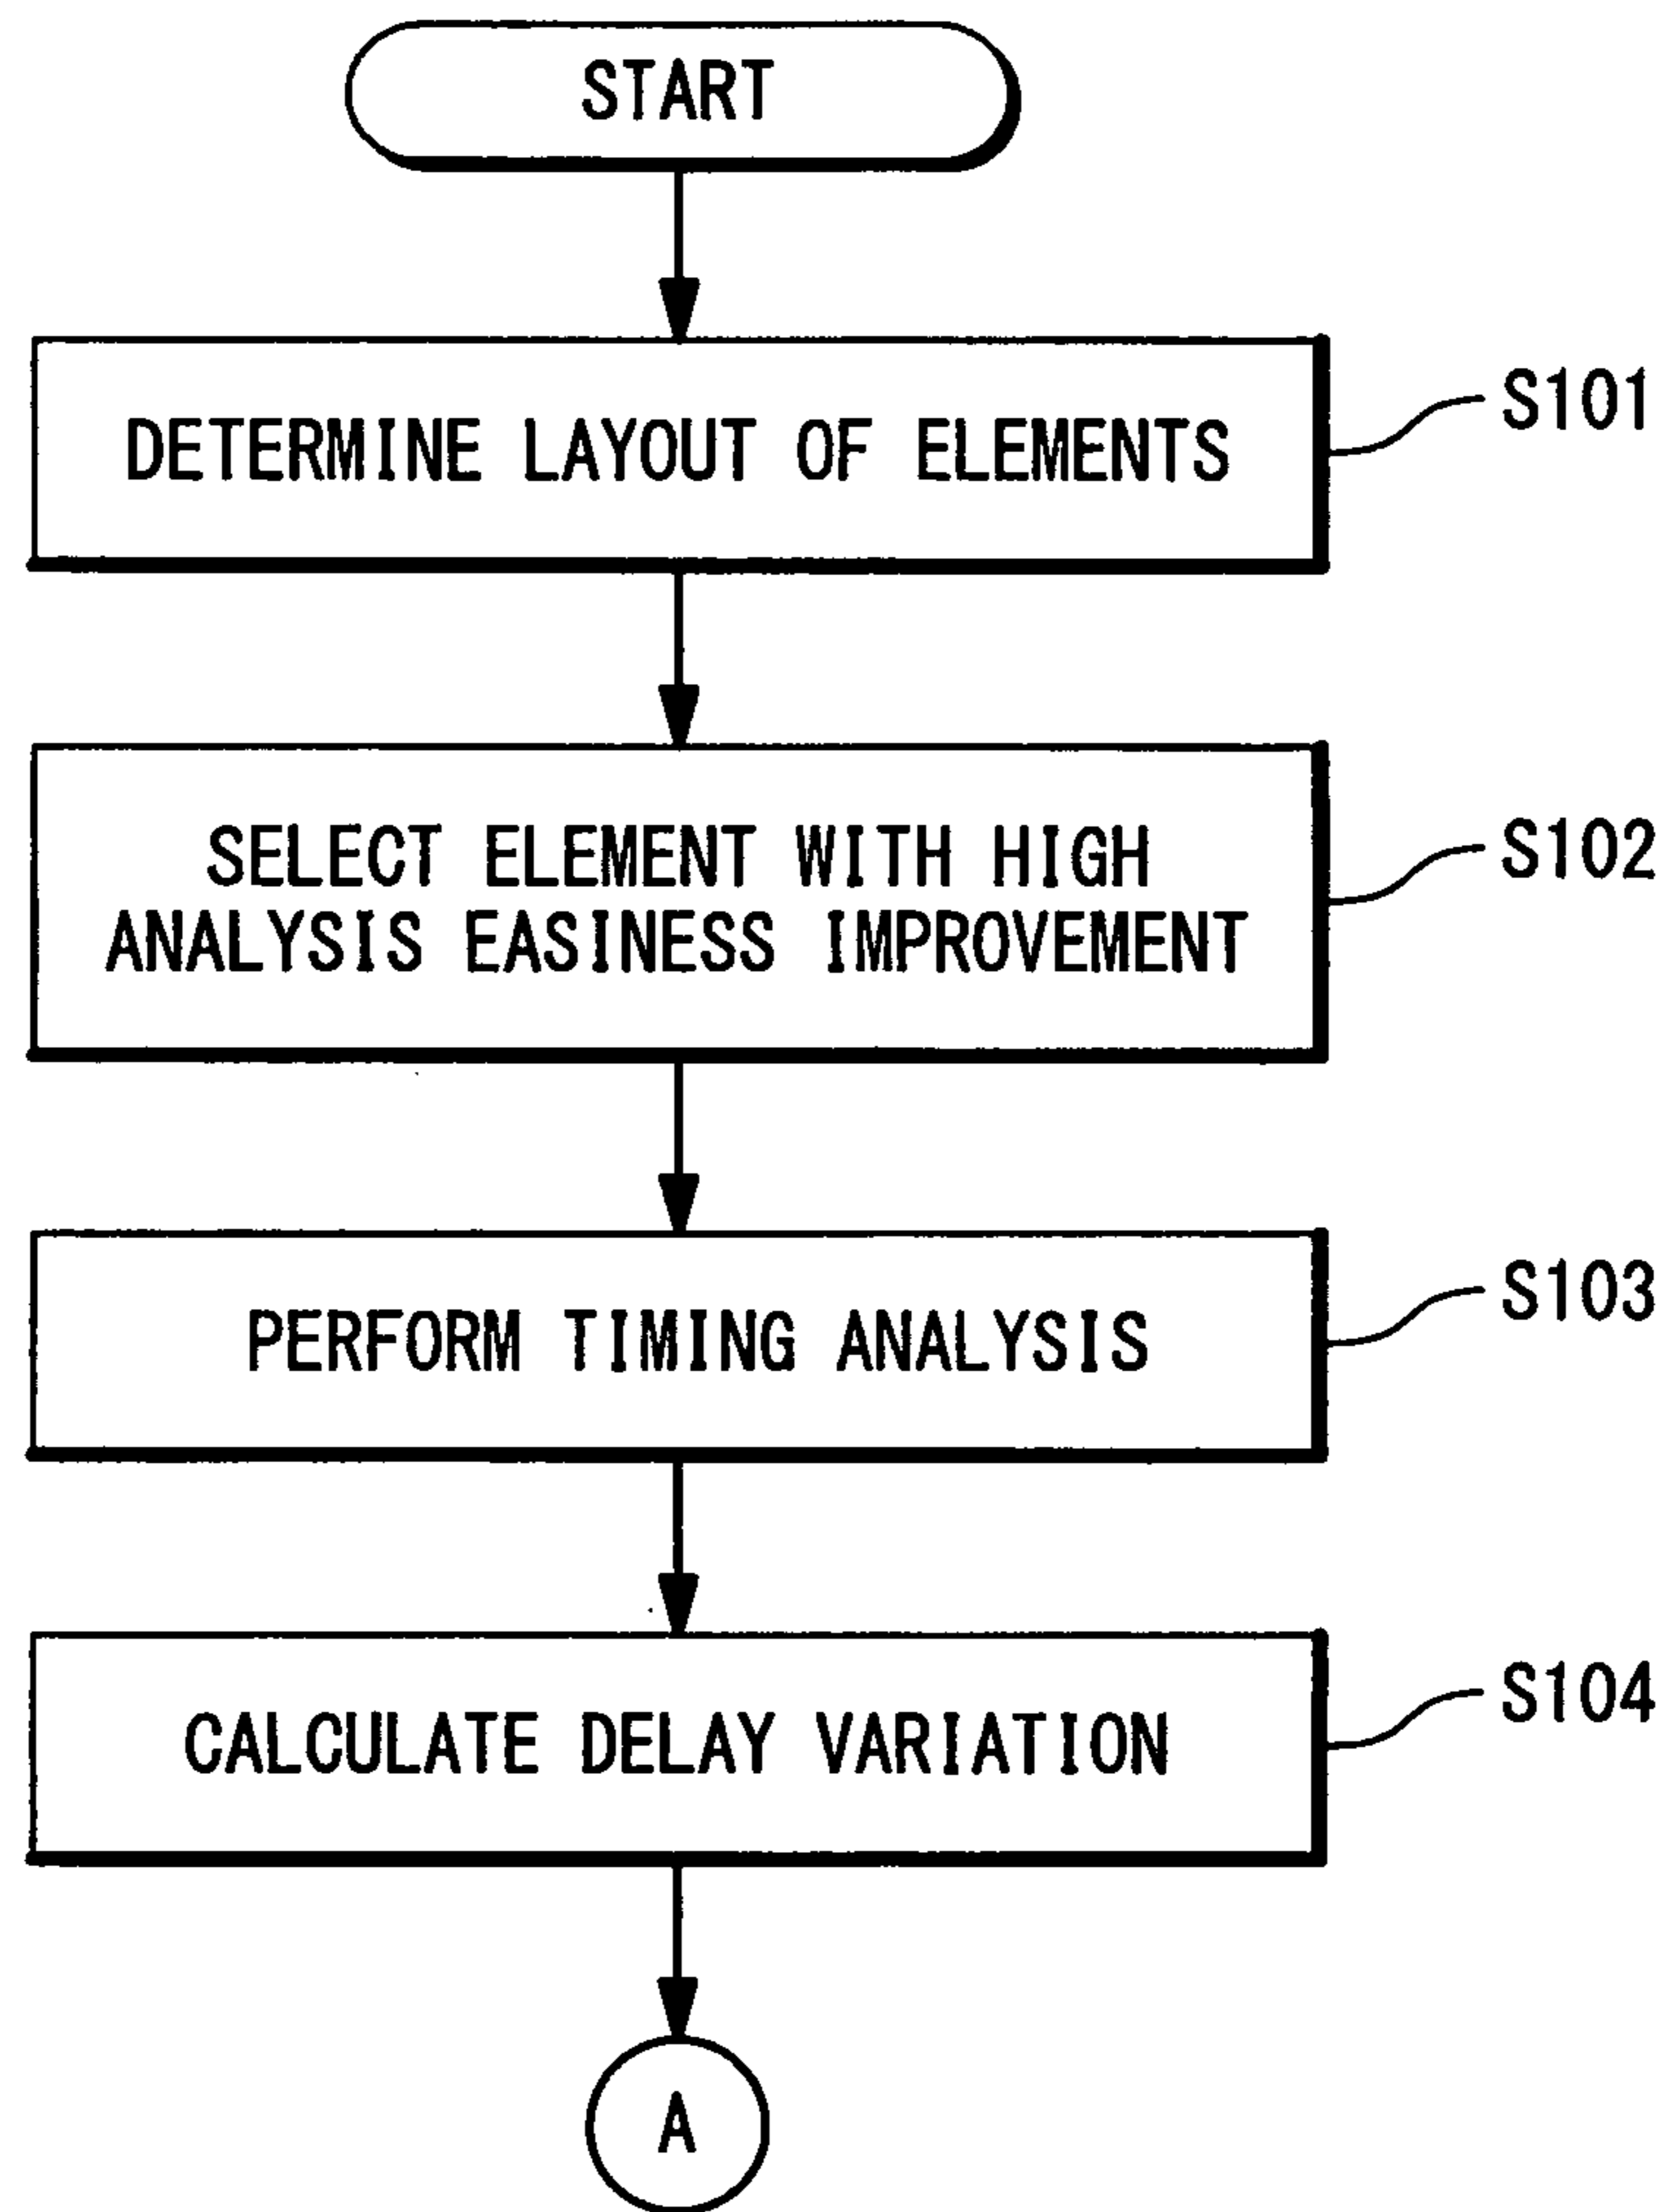 START
DETERMINE LAYOUT OF ELEMENTS
S101
SELECT ELEMENT WITH HIGH
ANALYSIS EASINESS IMPROVEMENT
S102
PERFORM TIMING ANALYSIS
S103
CALCULATE DELAY VARIATION
S104
A